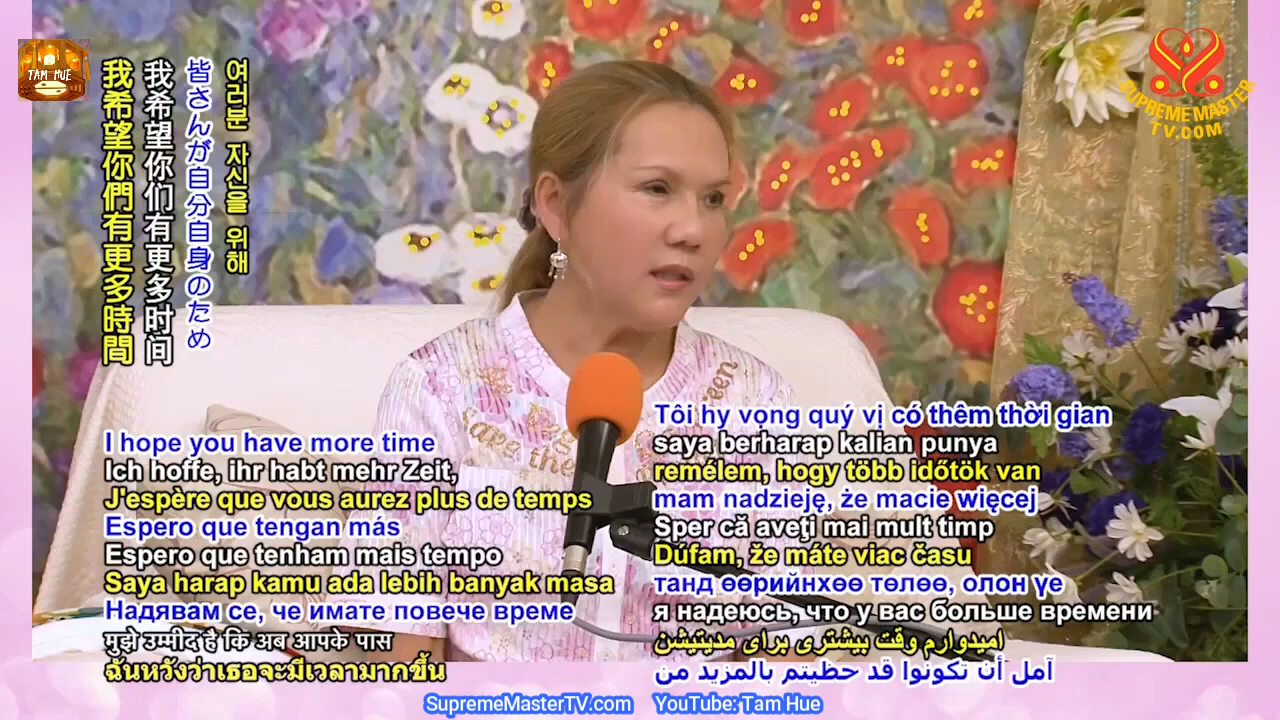 TAM HUE
SUPREME MASTER
TV.COM
我希望你們有更多時間
我希望你们有更多时间
皆さんが自分自身のため
여러분 자신을 위해
I hope you have more time
Ich hoffe, ihr habt mehr Zeit,
J'espère que vous aurez plus de temps
Espero que tengan más
Espero que tenham mais tempo
Saya harap kamu ada lebih banyak masa
Надявам се, че имате повече време
मुझे उम्मीद है कि अब आपके पास
ฉันหวังว่าเธอจะมีเวลามากขึ้น
Tôi hy vọng quý vị có thêm thời gian
saya berharap kalian punya
remélem, hogy több időtök van
mam nadzieję, że macie więcej
Sper că aveţi mai mult timp
Dúfam, že máte viac času
танд өөрийнхөө төлөө, олон үе
я надеюсь, что у вас больше времени
امیدوارم وقت بیشتری برای مدیتیشن
آمل أن تكونوا قد حظيتم بالمزيد من
SupremeMasterTV.com YouTube: Tam Hue